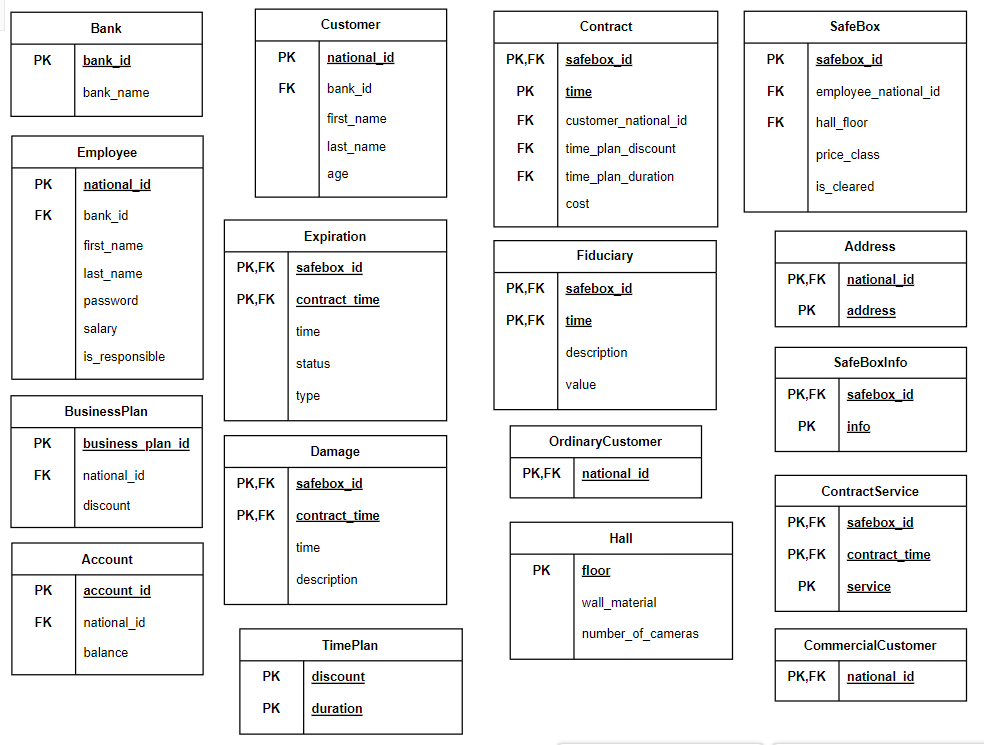 Bank
PK bank_id
bank_name
Customer
PK national_id
FK bank_id
first_name
last_name
age
Contract
PK,FK safebox_id
PK time
FK customer_national_id
FK time_plan_discount
FK time_plan_duration
cost
SafeBox
PK safebox_id
FK employee_national_id
FK hall_floor
price_class
is_cleared
Employee
PK national_id
FK bank_id
first_name
last_name
password
salary
is_responsible
Expiration
PK,FK safebox_id
PK,FK contract_time
time
status
type
Fiduciary
PK,FK safebox_id
PK,FK time
description
value
Address
PK,FK national_id
PK address
SafeBoxInfo
PK,FK safebox_id
PK info
BusinessPlan
PK business_plan_id
FK national_id
discount
Damage
PK,FK safebox_id
PK,FK contract_time
time
description
OrdinaryCustomer
PK,FK national_id
ContractService
PK,FK safebox_id
PK,FK contract_time
PK service
Account
PK account_id
FK national_id
balance
Hall
PK floor
wall_material
number_of_cameras
TimePlan
PK discount
PK duration
CommercialCustomer
PK,FK national_id